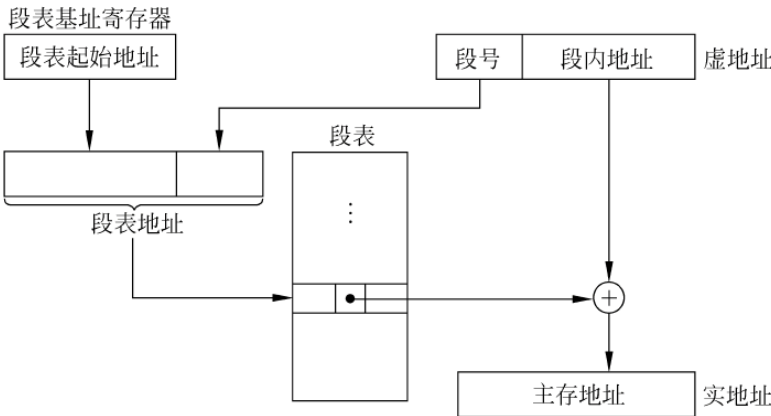 段表基址寄存器
段表起始地址
段号 段内地址 虚地址
段表
⋮
段表地址
+
主存地址 实地址